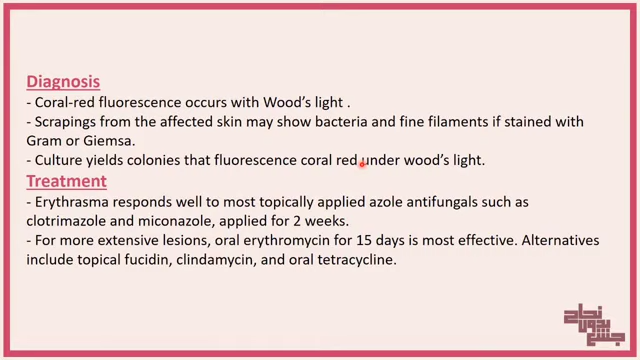 Diagnosis
- Coral-red fluorescence occurs with Wood's light .
- Scrapings from the affected skin may show bacteria and fine filaments if stained with
Gram or Giemsa.
- Culture yields colonies that fluorescence coral red under wood's light.
Treatment
- Erythrasma responds well to most topically applied azole antifungals such as
clotrimazole and miconazole, applied for 2 weeks.
- For more extensive lesions, oral erythromycin for 15 days is most effective. Alternatives
include topical fucidin, clindamycin, and oral tetracycline.
نجاح
بدون
جشع